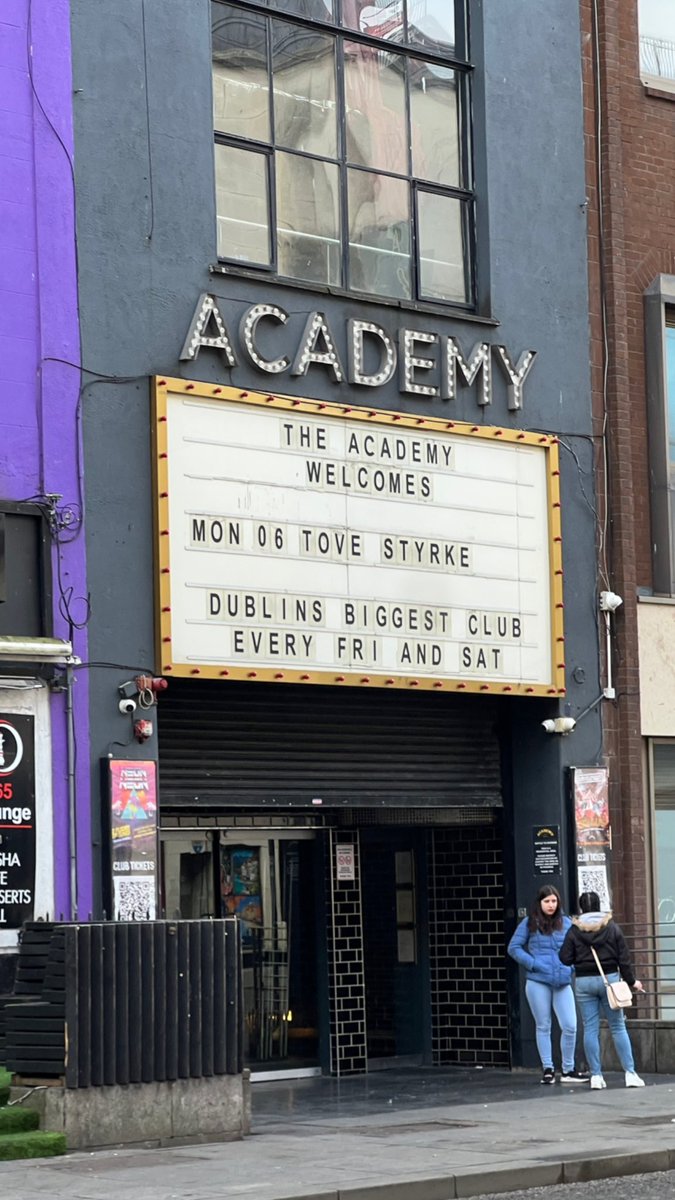 ACADEMY
THE ACADEMY
WELCOMES
MON 06 TOVE STYRKE
DUBLINS BIGGEST CLUB
EVERY FRI AND SAT
CLUB TICKETS